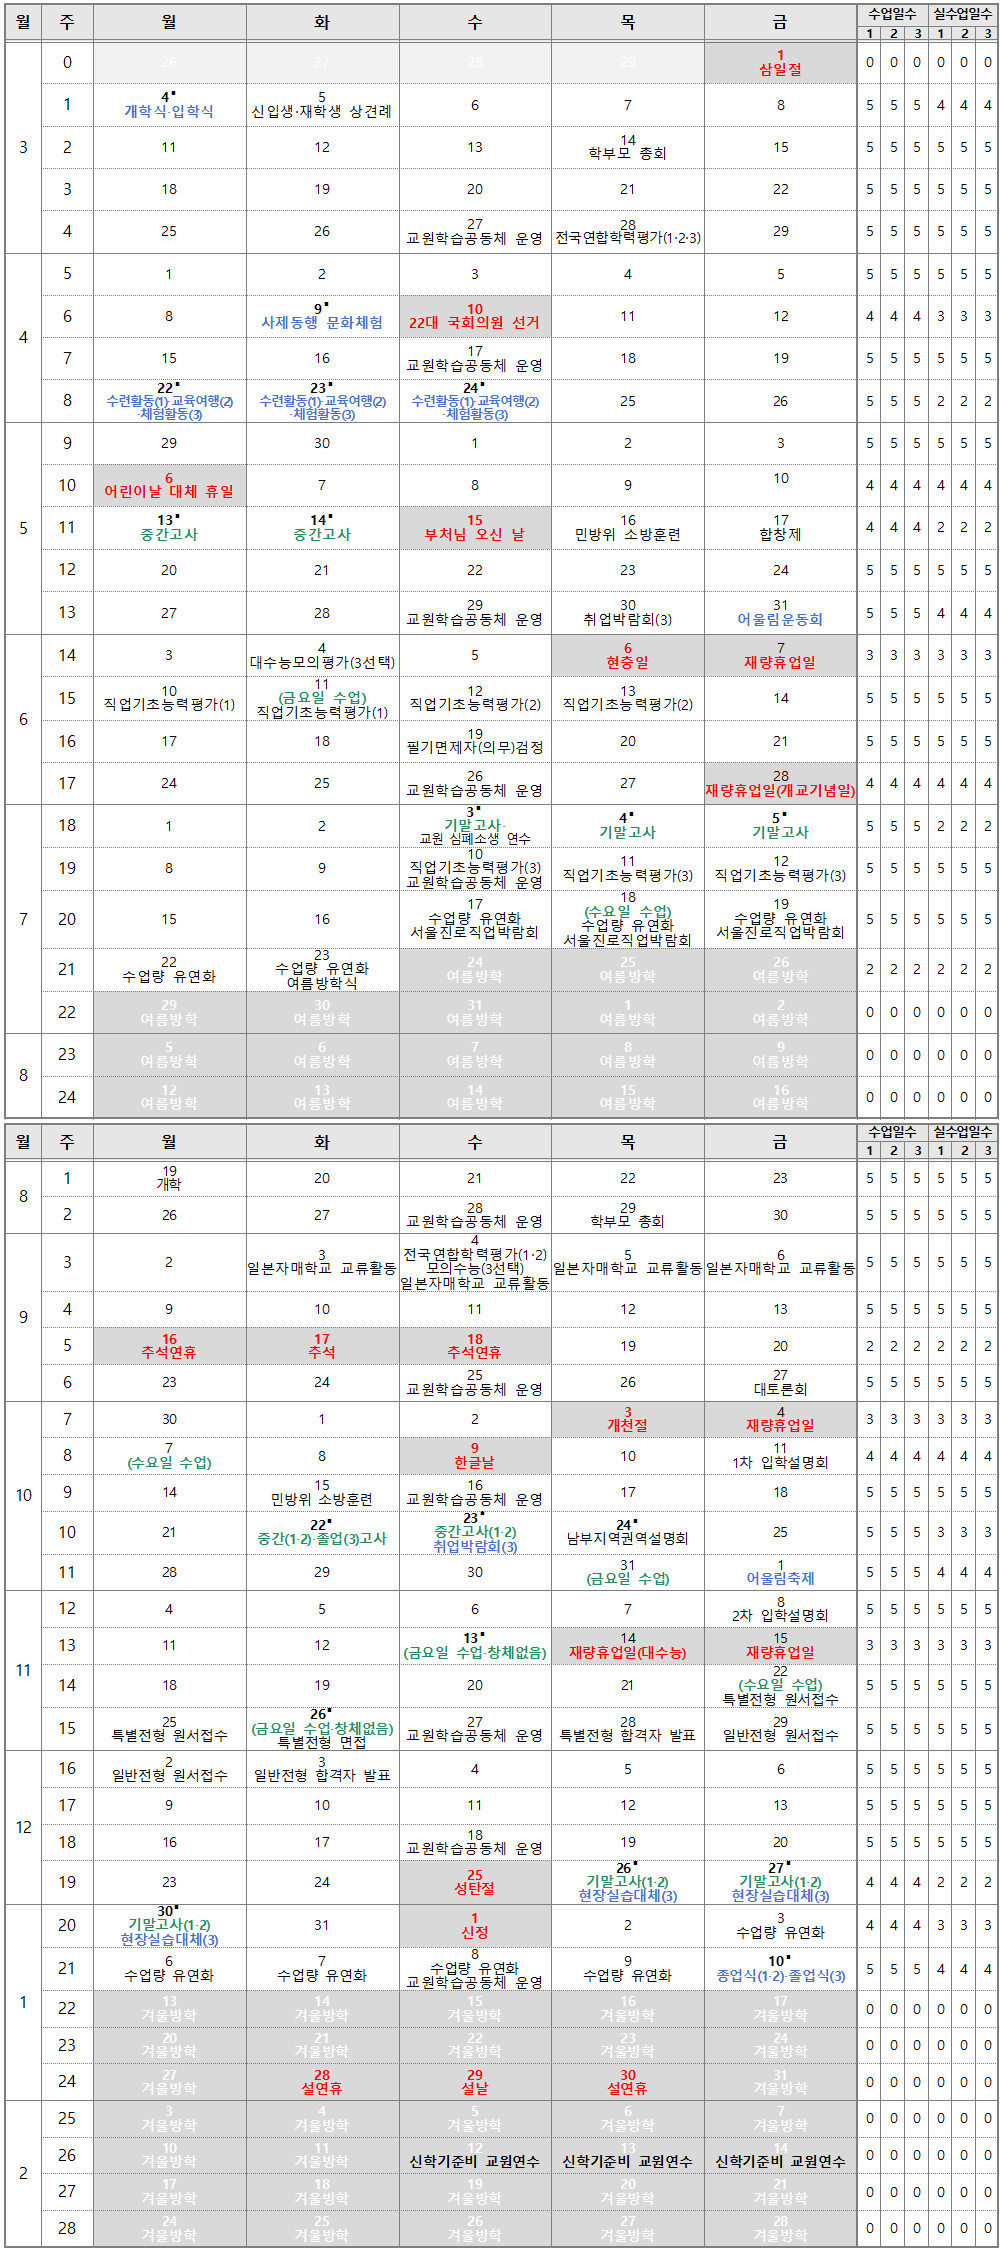 월 주 월 화 수 목 금 수업일수 실수업일수
1 2 3 1 2 3
3
0 26 27 28 29 1 0 0 0 0 0 0
삼일절
1 4■ 5 6 7 8 5 5 5 4 4 4
개학식·입학식 신입생·재학생 상견례
2 11 12 13 14 15 5 5 5 5 5 5
학부모 총회
3 18 19 20 21 22 5 5 5 5 5 5
4 25 26 27 28 29 5 5 5 5 5 5
교원학습공동체 운영 전국연합학력평가(1·2·3)
4
5 1 2 3 4 5 5 5 5 5 5 5
6 8 9■ 10 11 12 4 4 4 3 3 3
사제동행 문화체험 22대 국회의원 선거
7 15 16 17 18 19 5 5 5 5 5 5
교원학습공동체 운영
8 22■ 23■ 24■ 25 26 5 5 5 2 2 2
수련활동(1)·교육여행(2) 수련활동(1)·교육여행(2) 수련활동(1)·교육여행(2)
·체험활동(3) ·체험활동(3) ·체험활동(3)
5
9 29 30 1 2 3 5 5 5 5 5 5
10 6 7 8 9 10 4 4 4 4 4 4
어린이날 대체 휴일
11 13■ 14■ 15 16 17 4 4 4 2 2 2
중간고사 중간고사 부처님 오신 날 민방위 소방훈련 합창제
12 20 21 22 23 24 5 5 5 5 5 5
13 27 28 29 30 31 5 5 5 4 4 4
교원학습공동체 운영 취업박람회(3) 어울림운동회
6
14 3 4 5 6 7 3 3 3 3 3 3
대수능모의평가(3선택) 현충일 재량휴업일
15 10 11 12 13 14 5 5 5 5 5 5
직업기초능력평가(1) (금요일 수업) 직업기초능력평가(2) 직업기초능력평가(2)
직업기초능력평가(1)
16 17 18 19 20 21 5 5 5 5 5 5
필기면제자(의무)검정
17 24 25 26 27 28 4 4 4 4 4 4
교원학습공동체 운영 재량휴업일(개교기념일)
7
18 1 2 3■ 4■ 5■ 5 5 5 2 2 2
기말고사· 기말고사 기말고사
교원 심폐소생 연수
19 8 9 10 11 12 5 5 5 5 5 5
직업기초능력평가(3) 직업기초능력평가(3) 직업기초능력평가(3)
교원학습공동체 운영
20 15 16 17 18 19 5 5 5 5 5 5
수업량 유연화 (수요일 수업) 수업량 유연화
서울진로직업박람회 수업량 유연화 서울진로직업박람회
서울진로직업박람회
21 22 23 24 25 26 2 2 2 2 2 2
수업량 유연화 수업량 유연화 여름방학 여름방학 여름방학
여름방학식
22 29 30 31 1 2 0 0 0 0 0 0
여름방학 여름방학 여름방학 여름방학 여름방학
8
23 5 6 7 8 9 0 0 0 0 0 0
여름방학 여름방학 여름방학 여름방학 여름방학
24 12 13 14 15 16 0 0 0 0 0 0
여름방학 여름방학 여름방학 여름방학 여름방학
월 주 월 화 수 목 금 수업일수 실수업일수
1 2 3 1 2 3
8
1 19 20 21 22 23 5 5 5 5 5 5
개학
2 26 27 28 29 30 5 5 5 5 5 5
교원학습공동체 운영 학부모 총회
9
3 2 3 4 5 6 5 5 5 5 5 5
일본자매학교 교류활동 전국연합학력평가(1·2) 일본자매학교 교류활동 일본자매학교 교류활동
모의수능(3선택)
일본자매학교 교류활동
4 9 10 11 12 13 5 5 5 5 5 5
5 16 17 18 19 20 2 2 2 2 2 2
추석연휴 추석 추석연휴
6 23 24 25 26 27 5 5 5 5 5 5
교원학습공동체 운영 대토론회
10
7 30 1 2 3 4 3 3 3 3 3 3
개천절 재량휴업일
8 7 8 9 10 11 4 4 4 4 4 4
(수요일 수업) 한글날 1차 입학설명회
9 14 15 16 17 18 5 5 5 5 5 5
민방위 소방훈련 교원학습공동체 운영
10 21 22■ 23■ 24■ 25 5 5 5 3 3 3
중간(1·2)·졸업(3)고사 중간고사(1·2) 남부지역권역설명회
취업박람회(3)
11 28 29 30 31 1 5 5 5 4 4 4
(금요일 수업) 어울림축제
11
12 4 5 6 7 8 5 5 5 5 5 5
2차 입학설명회
13 11 12 13■ 14 15 3 3 3 3 3 3
(금요일 수업·창체없음) 재량휴업일(대수능) 재량휴업일
14 18 19 20 21 22 5 5 5 5 5 5
(수요일 수업)
특별전형 원서접수
15 25 26■ 27 28 29 5 5 5 5 5 5
특별전형 원서접수 (금요일 수업·창체없음) 교원학습공동체 운영 특별전형 합격자 발표 일반전형 원서접수
특별전형 면접
12
16 2 3 4 5 6 5 5 5 5 5 5
일반전형 원서접수 일반전형 합격자 발표
17 9 10 11 12 13 5 5 5 5 5 5
18 16 17 18 19 20 5 5 5 5 5 5
교원학습공동체 운영
19 23 24 25 26■ 27■ 4 4 4 2 2 2
성탄절 기말고사(1·2) 기말고사(1·2)
현장실습대체(3) 현장실습대체(3)
1
20 30■ 31 1 2 3 4 4 4 3 3 3
기말고사(1·2) 신정 수업량 유연화
현장실습대체(3)
21 6 7 8 9 10■ 5 5 5 4 4 4
수업량 유연화 수업량 유연화 수업량 유연화 수업량 유연화 종업식(1·2)·졸업식(3)
교원학습공동체 운영
22 13 14 15 16 17 0 0 0 0 0 0
겨울방학 겨울방학 겨울방학 겨울방학 겨울방학
23 20 21 22 23 24 0 0 0 0 0 0
겨울방학 겨울방학 겨울방학 겨울방학 겨울방학
24 27 28 29 30 31 0 0 0 0 0 0
겨울방학 설연휴 설날 설연휴 겨울방학
2
25 3 4 5 6 7 0 0 0 0 0 0
겨울방학 겨울방학 겨울방학 겨울방학 겨울방학
26 10 11 12 13 14 0 0 0 0 0 0
겨울방학 겨울방학 신학기준비 교원연수 신학기준비 교원연수 신학기준비 교원연수
27 17 18 19 20 21 0 0 0 0 0 0
겨울방학 겨울방학 겨울방학 겨울방학 겨울방학
28 24 25 26 27 28 0 0 0 0 0 0
겨울방학 겨울방학 겨울방학 겨울방학 겨울방학